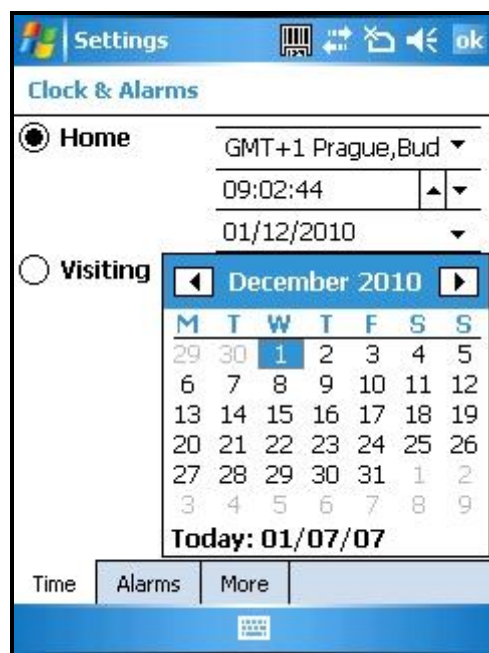 Settings
ok
Clock & Alarms
Home
GMT+1 Prague,Bud
09:02:44
01/12/2010
Visiting
December 2010
M T W T F S S
29 30 1 2 3 4 5
6 7 8 9 10 11 12
13 14 15 16 17 18 19
20 21 22 23 24 25 26
27 28 29 30 31 1 2
3 4 5 6 7 8 9
Today: 01/07/07
Time Alarms More